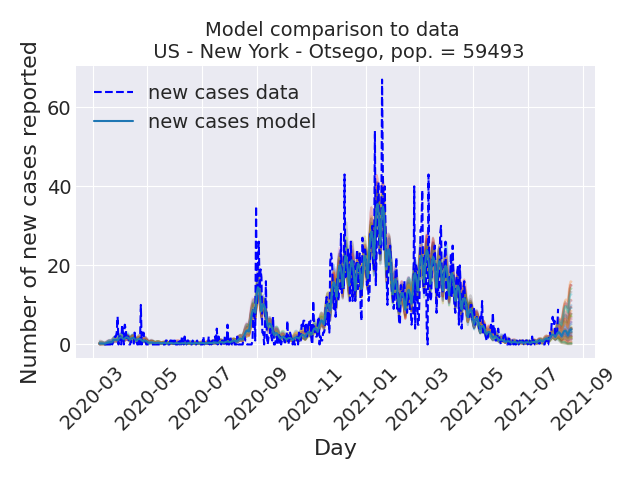 Model comparison to data
US - New York - Otsego, pop. = 59493
Number of new cases reported
60
40
20
0
new cases data
new cases model
2020-03
2020-05
2020-07
2020-09
2020-11
2021-01
2021-03
2021-05
2021-07
2021-09
Day